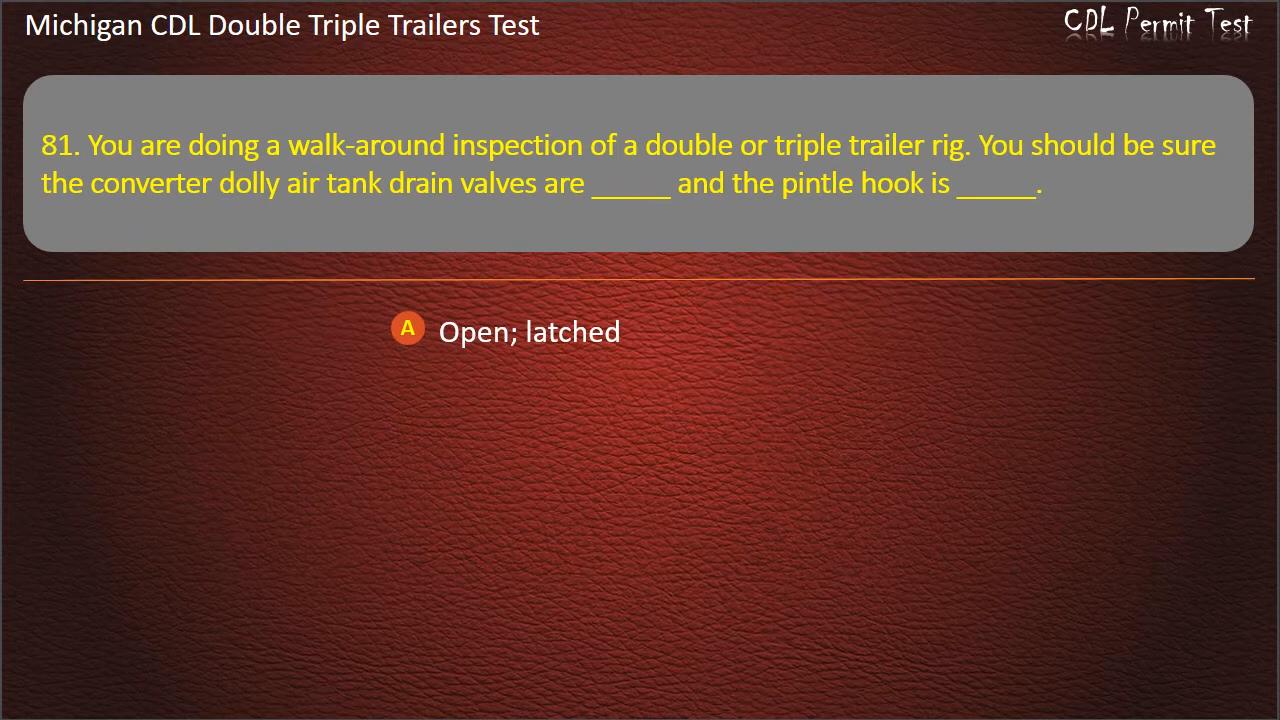 Michigan CDL Double Triple Trailers Test
CDL Permit Test
81. You are doing a walk-around inspection of a double or triple trailer rig. You should be sure
the converter dolly air tank drain valves are _____ and the pintle hook is _____.
A Open; latched